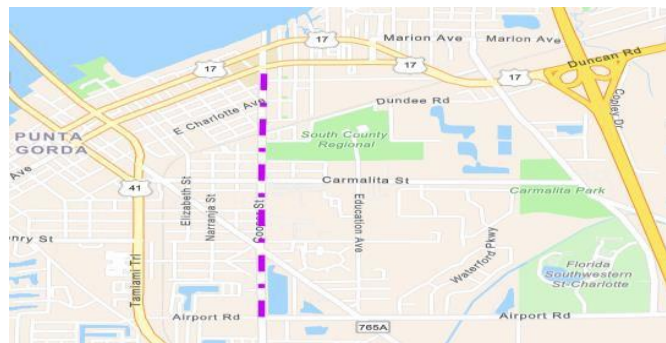 17
Marion Ave
Marion Ave
17
17
17
Duncan Rd
Copley Dr
Dundee Rd
E Charlotte Ave
South County
Regional
PUNTA
GORDA
Ave
41
Elizabeth St
Narranja St
Cooper St
Carmalita St
Education Ave
Carmalita Park
Waterford Pkwy
Florida
Southwestern
St-Charlotte
enry St
Tamiami Trl
Airport Rd
765A
Airport Rd